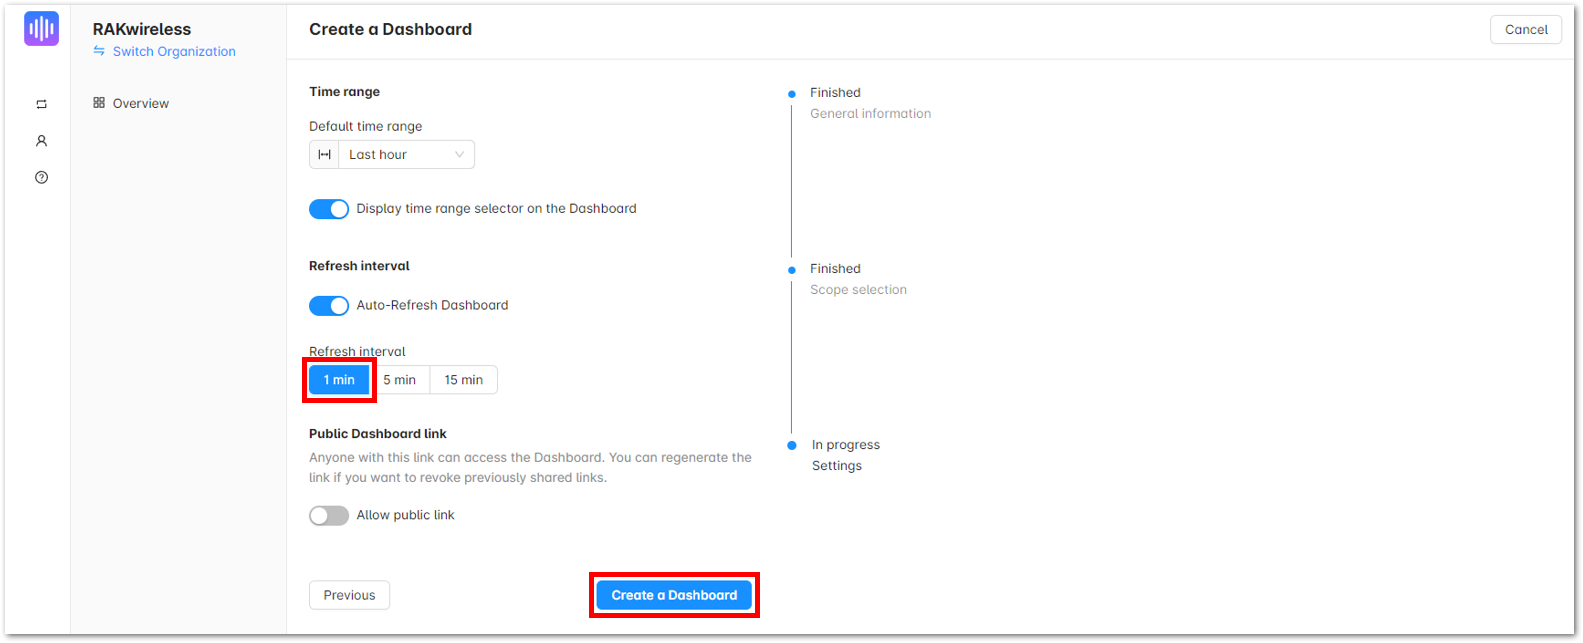 RAKwireless
Switch Organization
Overview
Create a Dashboard
Cancel
Time range
Default time range
Last hour
Display time range selector on the Dashboard
Refresh interval
Auto-Refresh Dashboard
Refresh interval
1 min 5 min 15 min
Public Dashboard link
Anyone with this link can access the Dashboard. You can regenerate the
link if you want to revoke previously shared links.
Allow public link
Previous
Create a Dashboard
Finished
General information
Finished
Scope selection
In progress
Settings